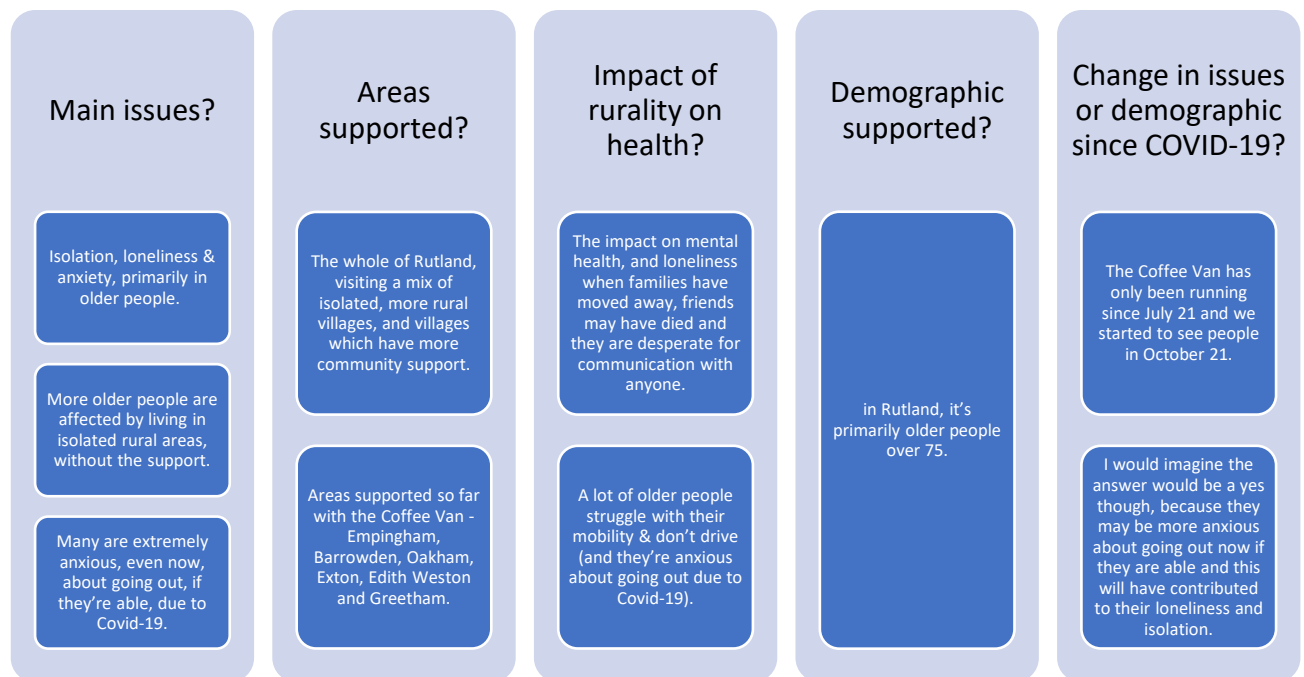 Main issues?
Isolation, loneliness &
anxiety, primarily in
older people.
More older people are
affected by living in
isolated rural areas,
without the support.
Many are extremely
anxious, even now,
about going out, if
they’re able, due to
Covid-19.
Areas
supported?
The whole of Rutland,
visiting a mix of
isolated, more rural
villages, and villages
which have more
community support.
Areas supported so far
with the Coffee Van -
Empingham,
Barrowden, Oakham,
Exton, Edith Weston
and Greetham.
Impact of
rurality on
health?
The impact on mental
health, and loneliness
when families have
moved away, friends
may have died and
they are desperate for
communication with
anyone.
A lot of older people
struggle with their
mobility & don’t drive
(and they’re anxious
about going out due to
Covid-19).
Demographic
supported?
in Rutland, it’s
primarily older people
over 75.
Change in issues
or demographic
since COVID-19?
The Coffee Van has
only been running
since July 21 and we
started to see people
in October 21.
I would imagine the
answer would be a yes
though, because they
may be more anxious
about going out now if
they are able and this
will have contributed
to their loneliness and
isolation.